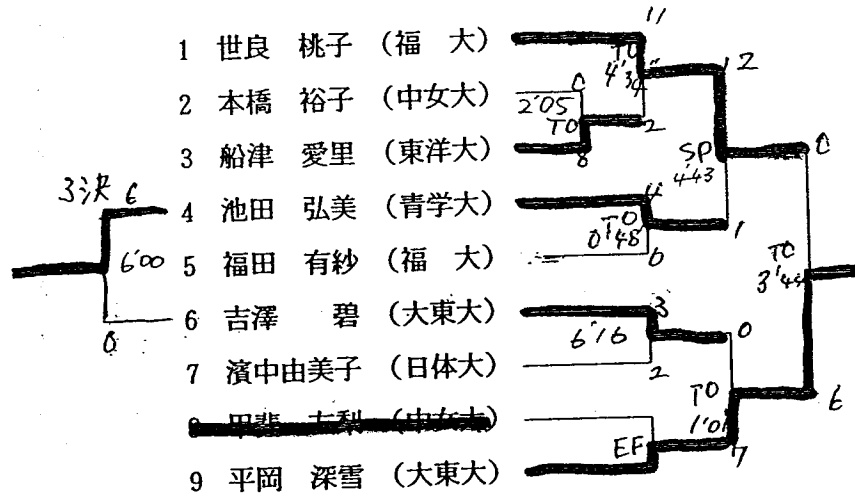 1 世良 桃子 (福 大)
2 本橋 裕子 (中女大)
3 船津 愛里 (東洋大)
4 池田 弘美 (青学大)
5 福田 有紗 (福 大)
6 吉澤 碧 (大東大)
7 濱中由美子 (日体大)
9 平岡 深雪 (大東大)
3決 6
6'00
0
11
TO
4'34"
0
2'05
TO
8
2
12
SP
4'43
4
TO
0'48
0
1
3
6'16
2
0
EF
TO
1'01
7
0
TO
6